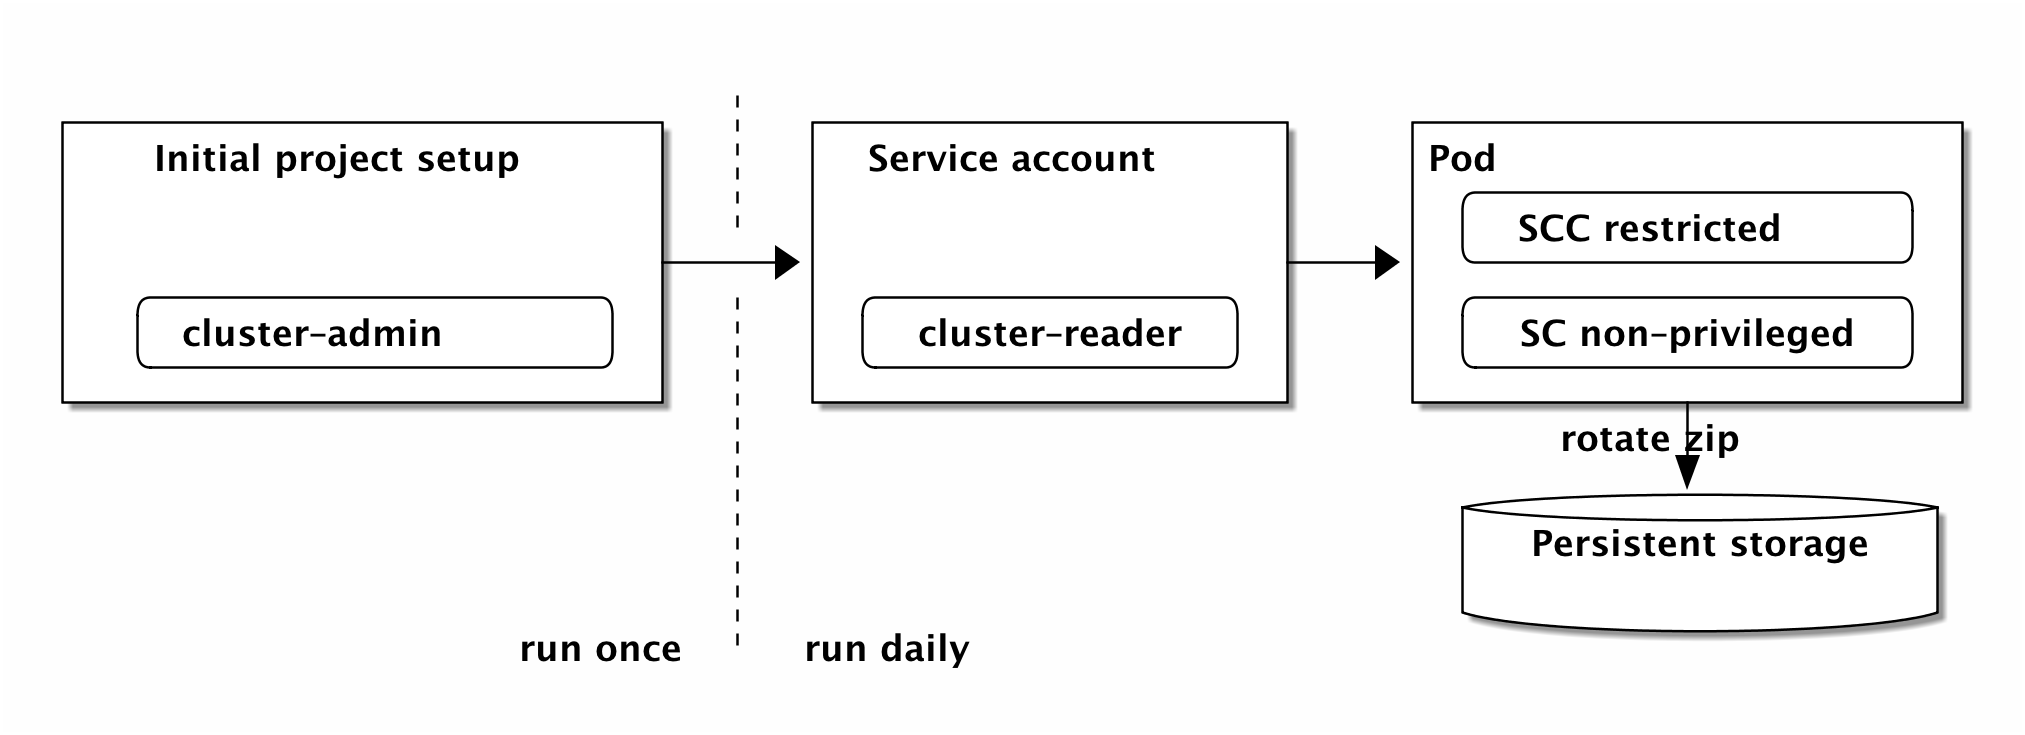 Initial project setup
cluster-admin
Service account
cluster-reader
Pod
SCC restricted
SC non-privileged
rotate zip
Persistent storage
run once
run daily